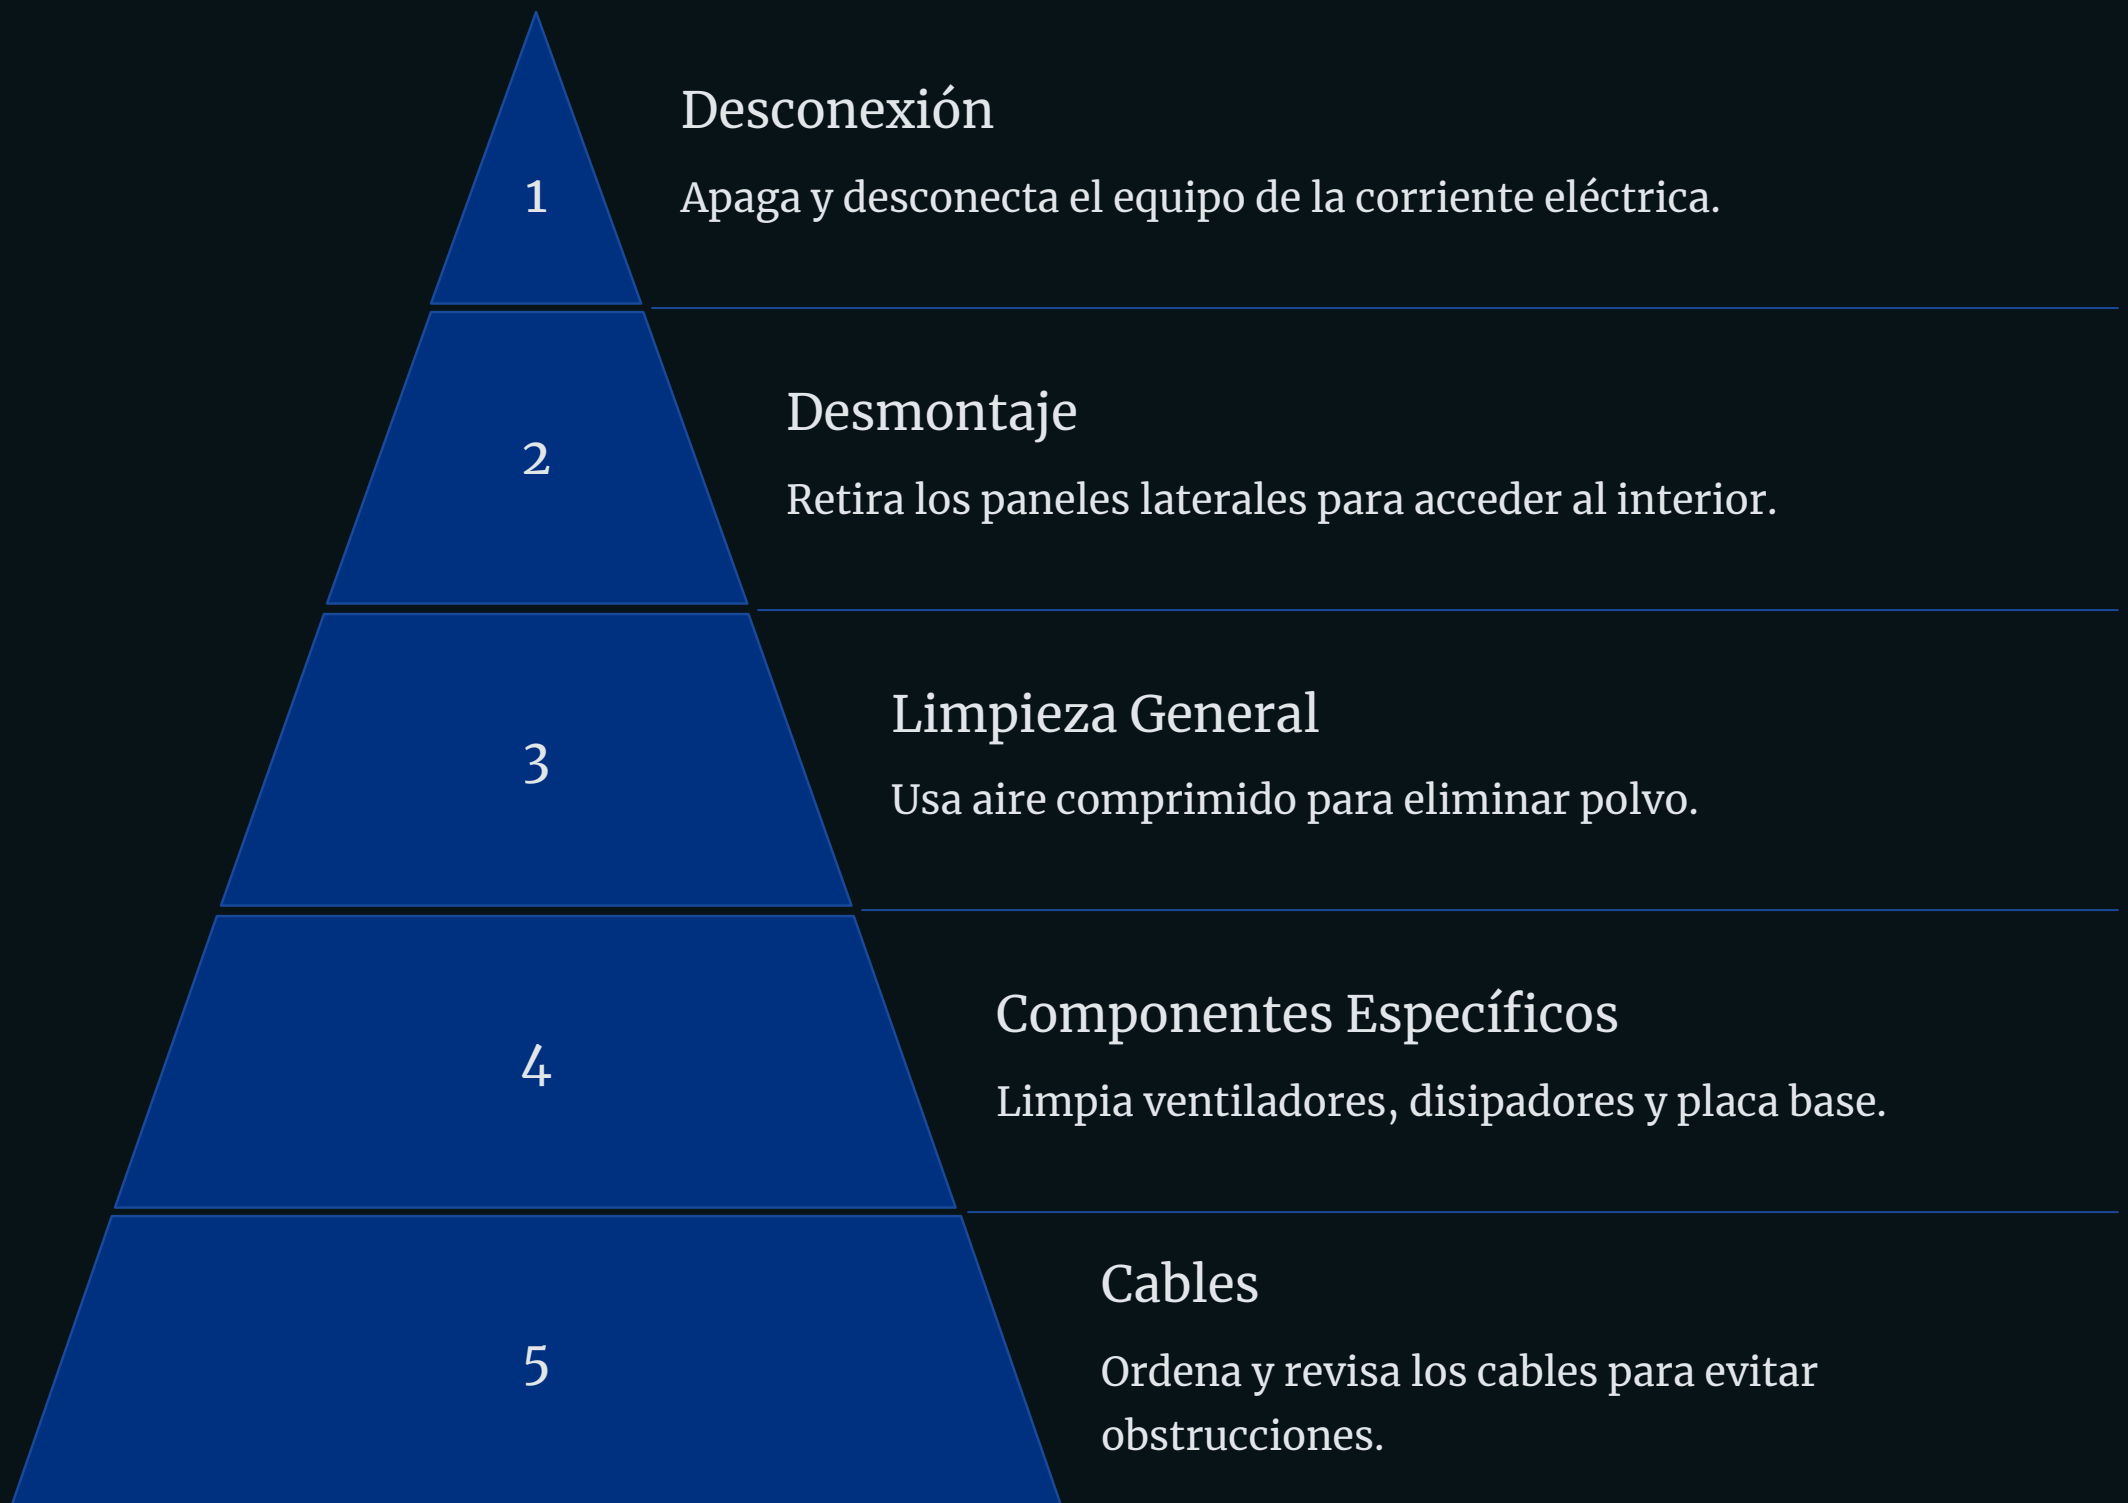 1
Desconexión
Apaga y desconecta el equipo de la corriente eléctrica.
2
Desmontaje
Retira los paneles laterales para acceder al interior.
3
Limpieza General
Usa aire comprimido para eliminar polvo.
4
Componentes Específicos
Limpia ventiladores, disipadores y placa base.
5
Cables
Ordena y revisa los cables para evitar
obstrucciones.